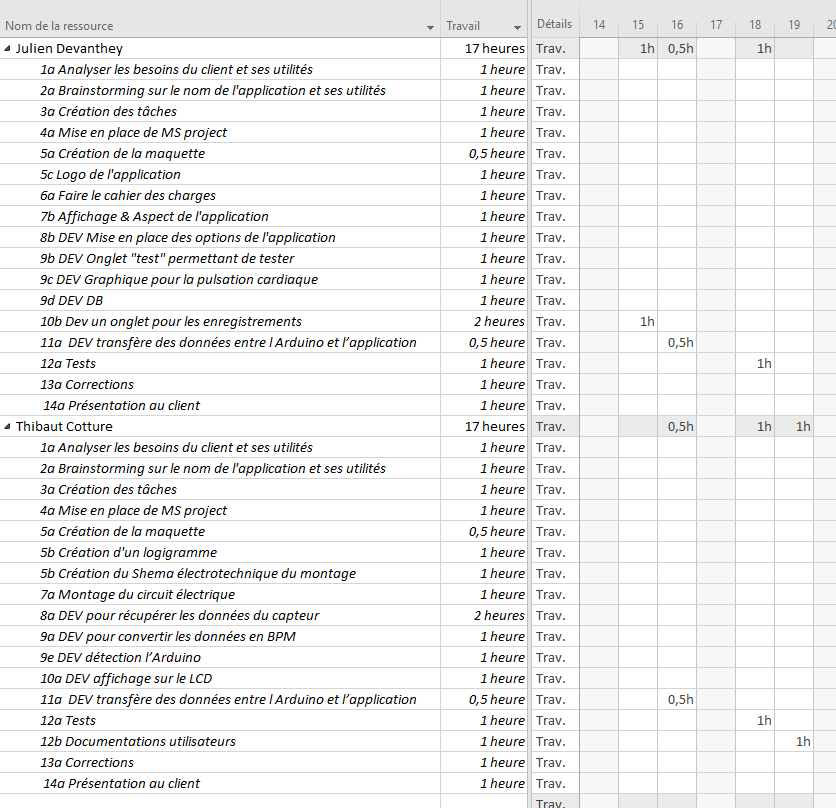 Nom de la ressource Travail Détails 14 15 16 17 18 19 20
Julien Devanthey 17 heures Trav. 1h 0,5h 1h
1a Analyser les besoins du client et ses utilités 1 heure Trav.
2a Brainstorming sur le nom de l'application et ses utilités 1 heure Trav.
3a Création des tâches 1 heure Trav.
4a Mise en place de MS project 1 heure Trav.
5a Création de la maquette 0,5 heure Trav.
5c Logo de l'application 1 heure Trav.
6a Faire le cahier des charges 1 heure Trav.
7b Affichage & Aspect de l'application 1 heure Trav.
8b DEV Mise en place des options de l'application 1 heure Trav.
9b DEV Onglet "test" permettant de tester 1 heure Trav.
9c DEV Graphique pour la pulsation cardiaque 1 heure Trav.
9d DEV DB 1 heure Trav.
10b Dev un onglet pour les enregistrements 2 heures Trav. 1h
11a DEV transfère des données entre l Arduino et l’application 0,5 heure Trav. 0,5h
12a Tests 1 heure Trav. 1h
13a Corrections 1 heure Trav.
14a Présentation au client 1 heure Trav.
Thibaut Cotture 17 heures Trav. 0,5h 1h 1h
1a Analyser les besoins du client et ses utilités 1 heure Trav.
2a Brainstorming sur le nom de l'application et ses utilités 1 heure Trav.
3a Création des tâches 1 heure Trav.
4a Mise en place de MS project 1 heure Trav.
5a Création de la maquette 0,5 heure Trav.
5b Création d'un logigramme 1 heure Trav.
5b Création du Shema électrotechnique du montage 1 heure Trav.
7a Montage du circuit électrique 1 heure Trav.
8a DEV pour récupérer les données du capteur 2 heures Trav.
9a DEV pour convertir les données en BPM 1 heure Trav.
9e DEV détection l’Arduino 1 heure Trav.
10a DEV affichage sur le LCD 1 heure Trav.
11a DEV transfère des données entre l Arduino et l’application 0,5 heure Trav. 0,5h
12a Tests 1 heure Trav. 1h
12b Documentations utilisateurs 1 heure Trav. 1h
13a Corrections 1 heure Trav.
14a Présentation au client 1 heure Trav.
Trav.